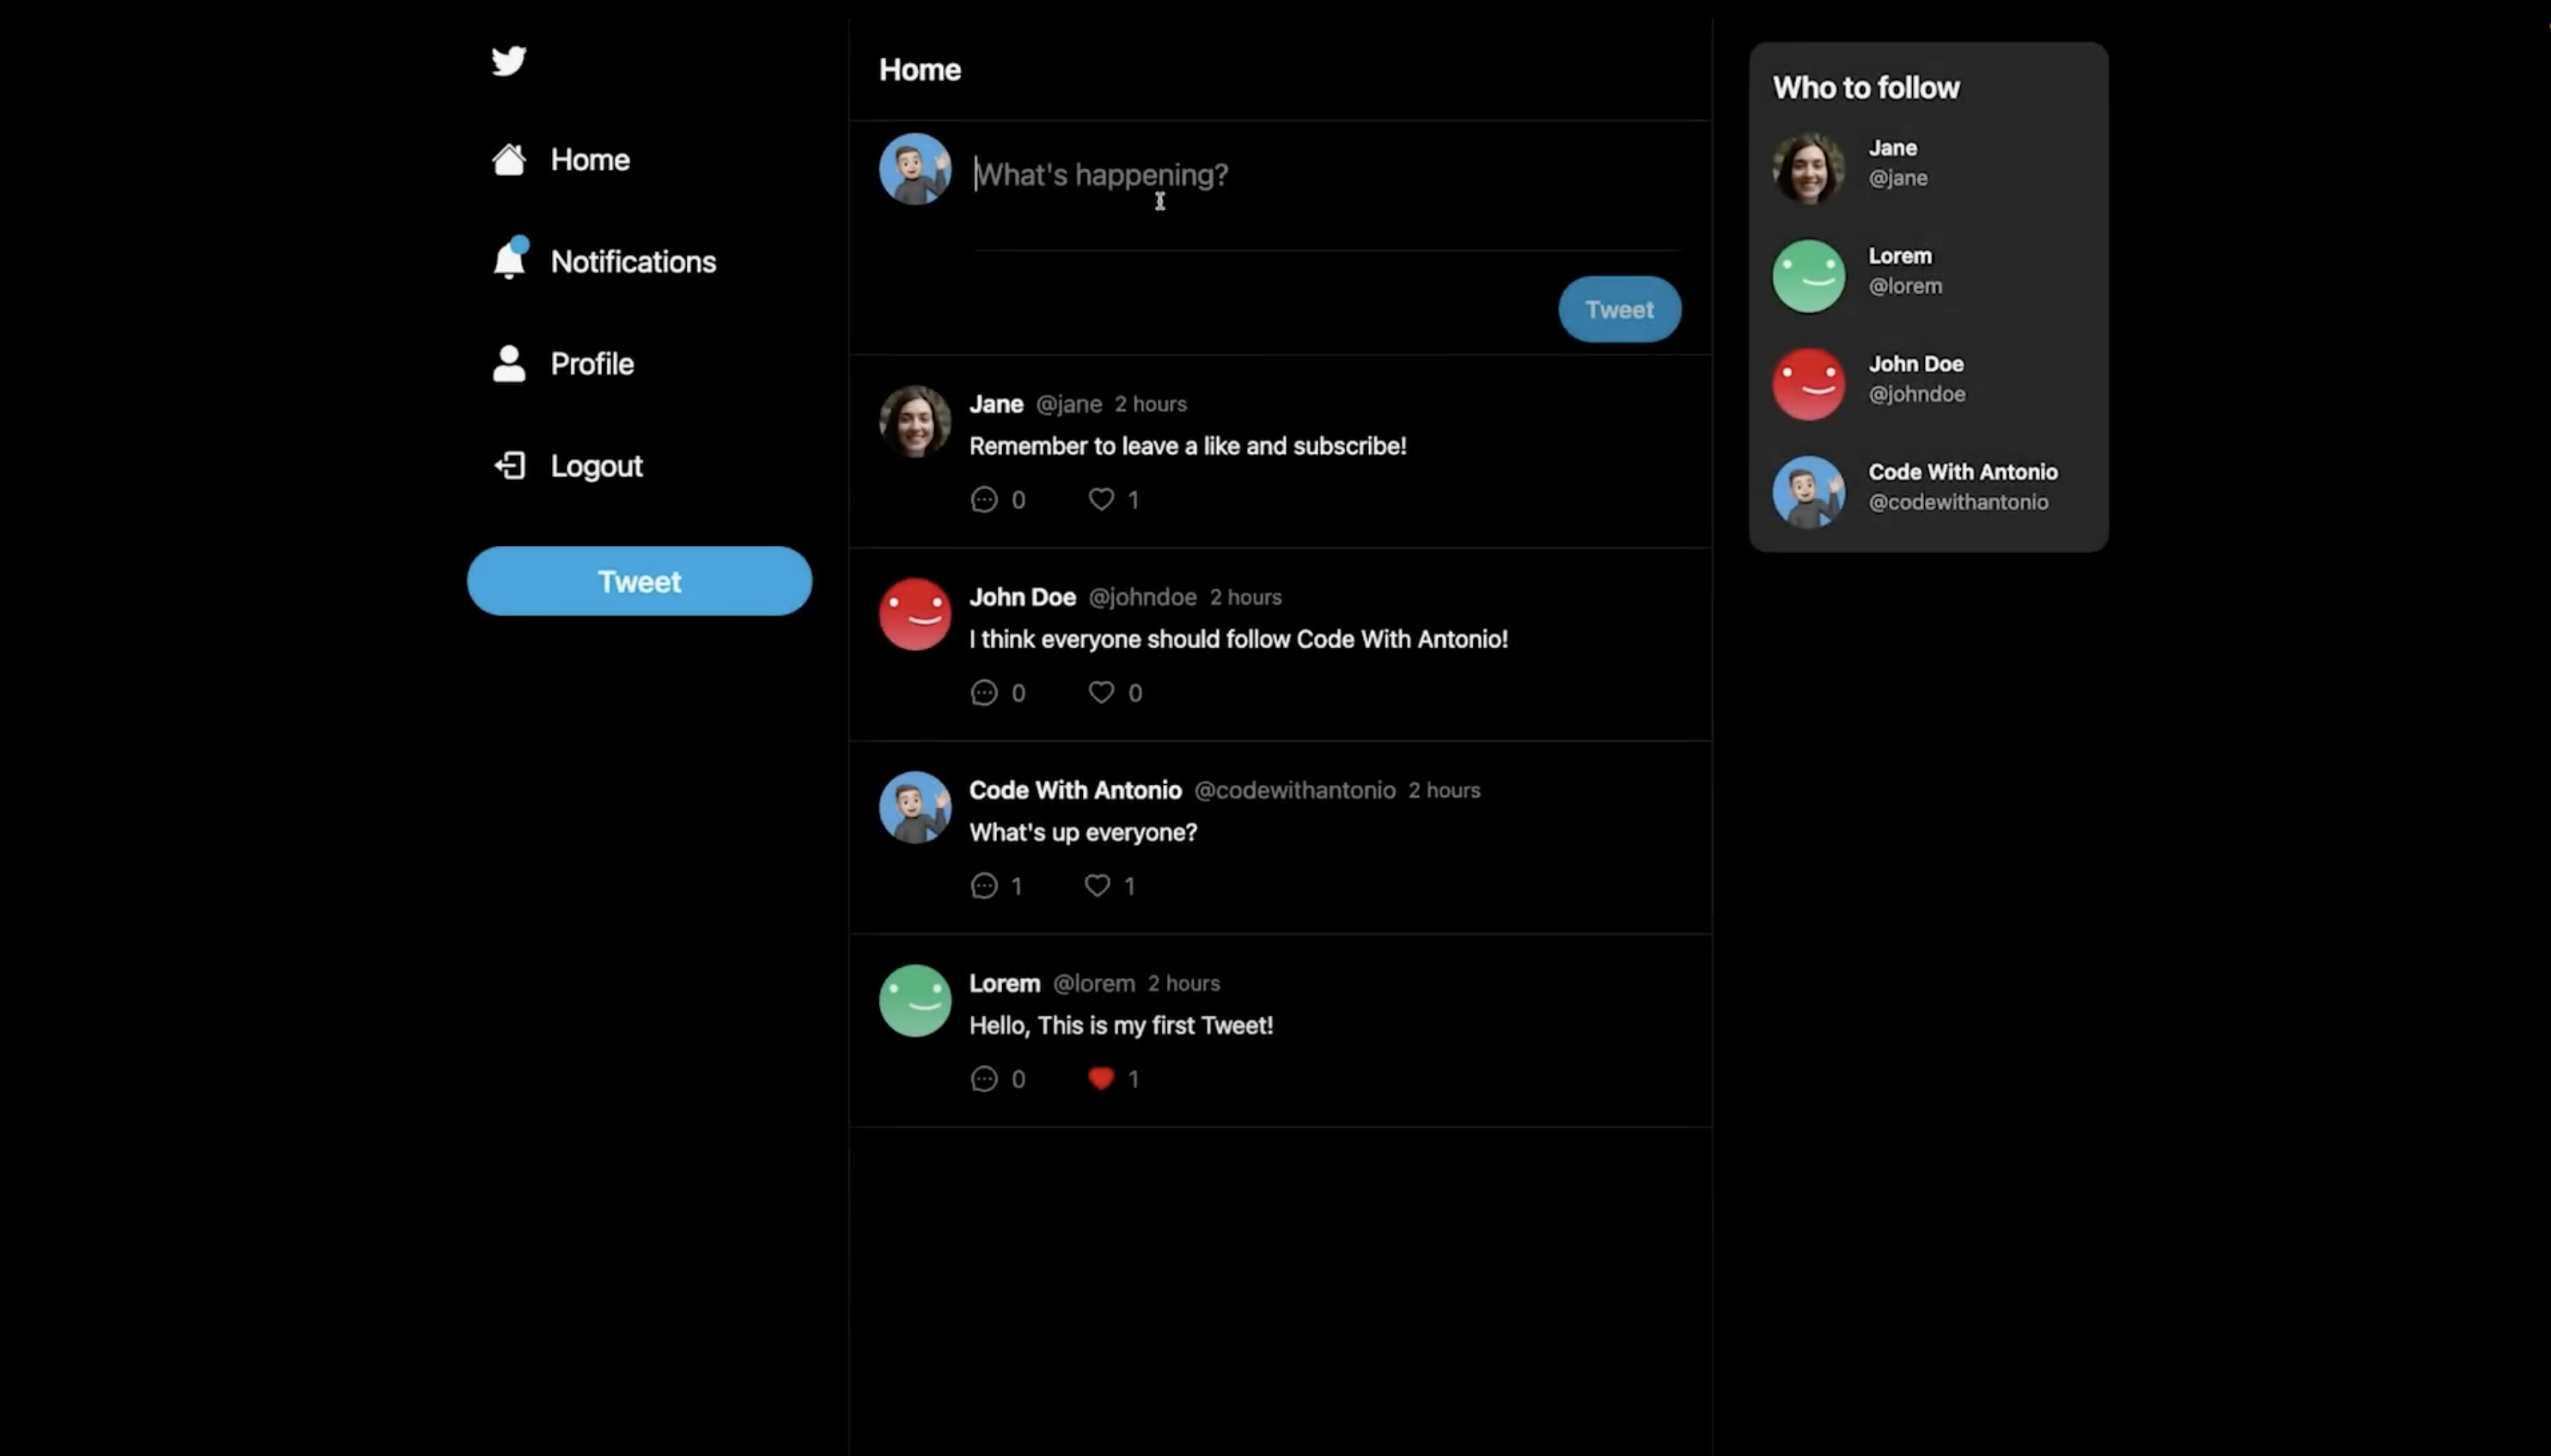 Home
Notifications
Profile
Logout
Tweet
Home
What's happening?
Tweet
Jane @jane 2 hours
Remember to leave a like and subscribe!
0 1
John Doe @johndoe 2 hours
I think everyone should follow Code With Antonio!
0 0
Code With Antonio @codewithantonio 2 hours
What's up everyone?
1 1
Lorem @lorem 2 hours
Hello, This is my first Tweet!
0 1
Who to follow
Jane
@jane
Lorem
@lorem
John Doe
@johndoe
Code With Antonio
@codewithantonio